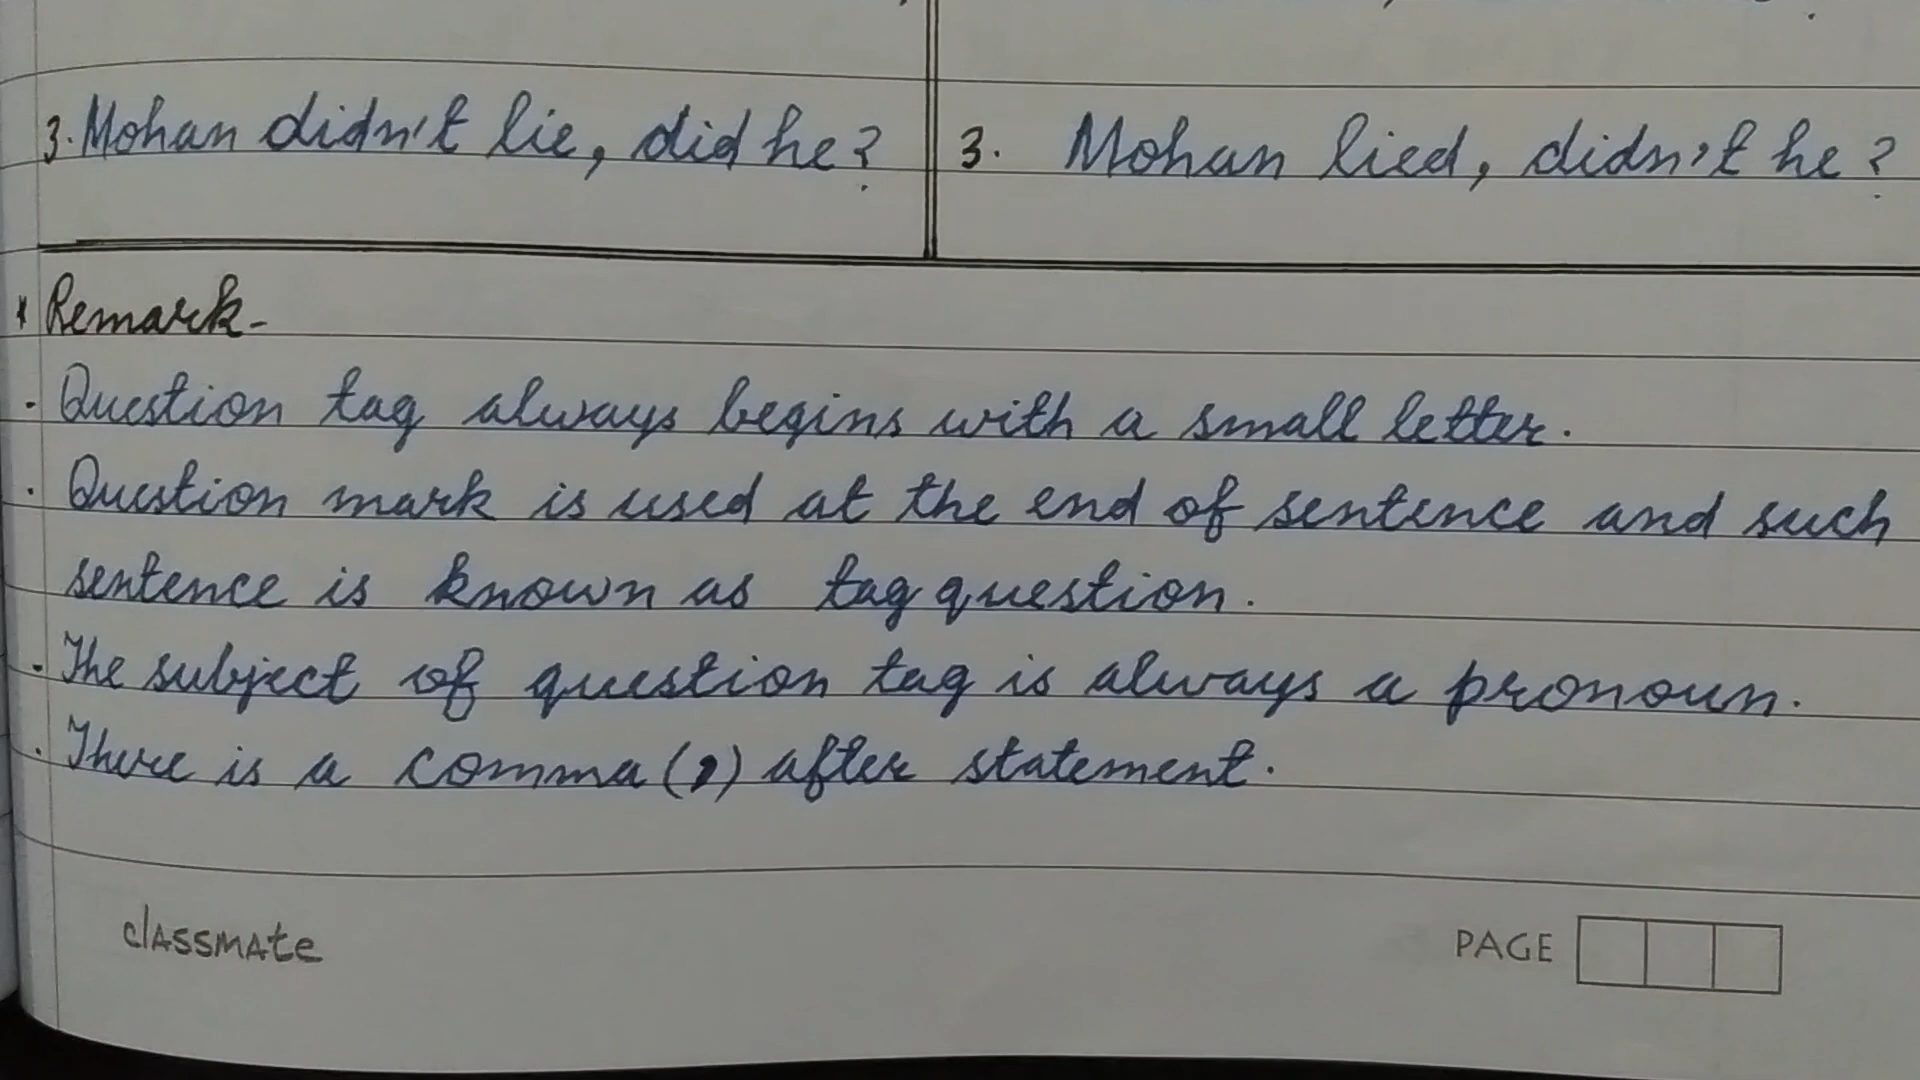 3. Mohan didn't lie, did he?
3. Mohan lied, didn't he?
* Remark-
· Question tag always begins with a small letter.
· Question mark is used at the end of sentence and such
sentence is known as tag question.
· The subject of question tag is always a pronoun.
· There is a comma (,) after statement.
classmate
PAGE